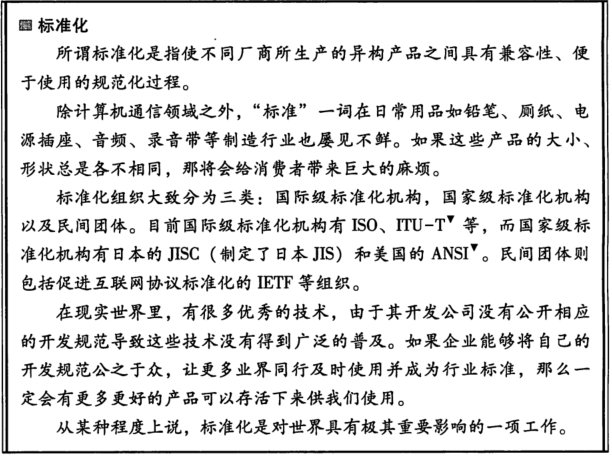 标准化
所谓标准化是指使不同厂商所生产的异构产品之间具有兼容性、便
于使用的规范化过程。
除计算机通信领域之外，“标准”一词在日常用品如铅笔、厕纸、电
源插座、音频、录音带等制造行业也屡见不鲜。如果这些产品的大小、
形状总是各不相同，那将会给消费者带来巨大的麻烦。
标准化组织大致分为三类：国际级标准化机构，国家级标准化机构
以及民间团体。目前国际级标准化机构有 ISO、ITU-T▼ 等，而国家级标
准化机构有日本的 JISC（制定了日本 JIS）和美国的 ANSI▼。民间团体则
包括促进互联网协议标准化的 IETF 等组织。
在现实世界里，有很多优秀的技术，由于其开发公司没有公开相应
的开发规范导致这些技术没有得到广泛的普及。如果企业能够将自己的
开发规范公之于众，让更多业界同行及时使用并成为行业标准，那么一
定会有更多更好的产品可以存活下来供我们使用。
从某种程度上说，标准化是对世界具有极其重要影响的一项工作。